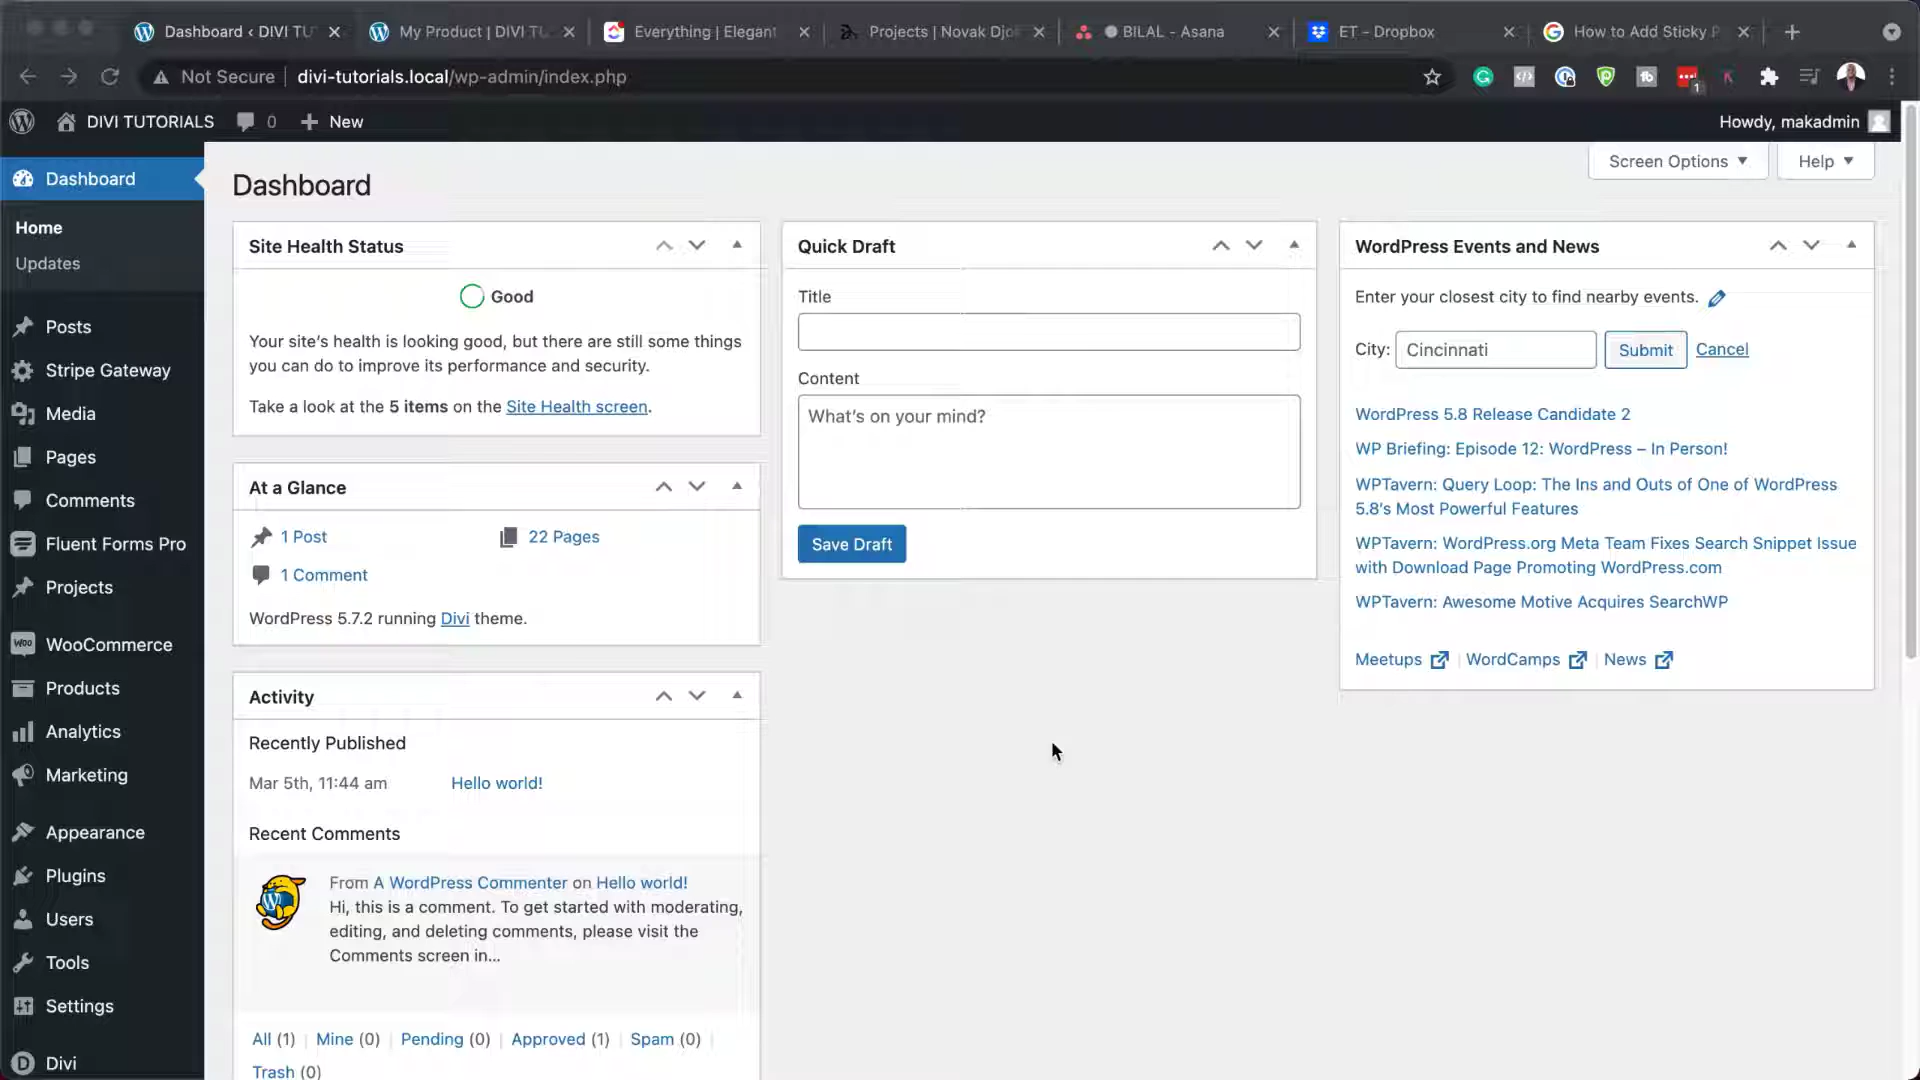 Dashboard ‹ DIVI TU
My Product | DIVI TU
Everything | Elegant
Projects | Novak Djo
BILAL - Asana
ET - Dropbox
How to Add Sticky P
Not Secure
divi-tutorials.local/wp-admin/index.php
1
DIVI TUTORIALS
0
New
Howdy, makadmin
Dashboard
Home
Updates
Posts
Stripe Gateway
Media
Pages
Comments
Fluent Forms Pro
Projects
WooCommerce
Products
Analytics
Marketing
Appearance
Plugins
Users
Tools
Settings
Divi
Screen Options
Help
Dashboard
Site Health Status
Good
Your site's health is looking good, but there are still some things
you can do to improve its performance and security.
Take a look at the 5 items on the Site Health screen.
At a Glance
1 Post
22 Pages
1 Comment
WordPress 5.7.2 running Divi theme.
Activity
Recently Published
Mar 5th, 11:44 am
Hello world!
Recent Comments
From A WordPress Commenter on Hello world!
Hi, this is a comment. To get started with moderating,
editing, and deleting comments, please visit the
Comments screen in...
All (1) | Mine (0) | Pending (0) | Approved (1) | Spam (0) |
Trash (0)
Quick Draft
Title
Content
What's on your mind?
Save Draft
WordPress Events and News
Enter your closest city to find nearby events.
City:
Cincinnati
Submit
Cancel
WordPress 5.8 Release Candidate 2
WP Briefing: Episode 12: WordPress – In Person!
WPTavern: Query Loop: The Ins and Outs of One of WordPress
5.8's Most Powerful Features
WPTavern: WordPress.org Meta Team Fixes Search Snippet Issue
with Download Page Promoting WordPress.com
WPTavern: Awesome Motive Acquires SearchWP
Meetups | WordCamps | News